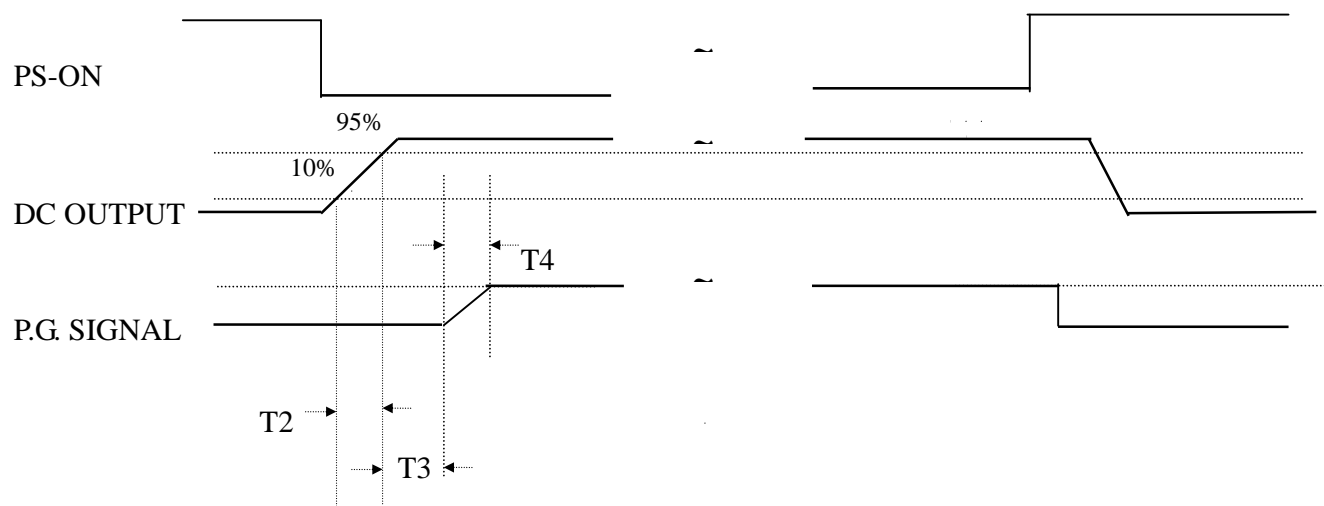 PS-ON
95%
10%
DC OUTPUT
T4
P.G. SIGNAL
T2
T3